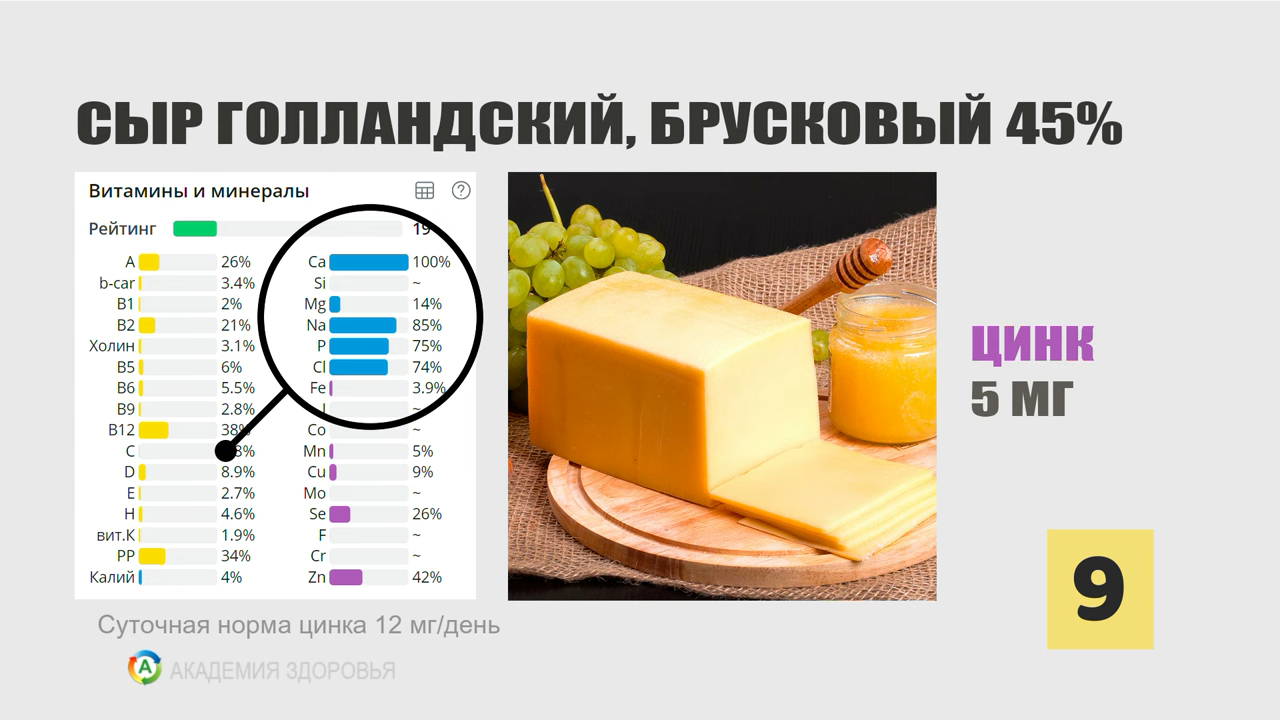 СЫР ГОЛЛАНДСКИЙ, БРУСКОВЫЙ 45%
Витамины и минералы
Рейтинг 19
A 26%
b-car 3.4%
B1 2%
B2 21%
Холин 3.1%
B5 6%
B6 5.5%
B9 2.8%
B12 38%
C 8%
D 8.9%
E 2.7%
H 4.6%
вит.К 1.9%
PP 34%
Калий 4%
Ca 100%
Si ~
Mg 14%
Na 85%
P 75%
Cl 74%
Fe 3.9%
I ~
Co ~
Mn 5%
Cu 9%
Mo ~
Se 26%
F ~
Cr ~
Zn 42%
ЦИНК
5 МГ
9
Суточная норма цинка 12 мг/день
А АКАДЕМИЯ ЗДОРОВЬЯ